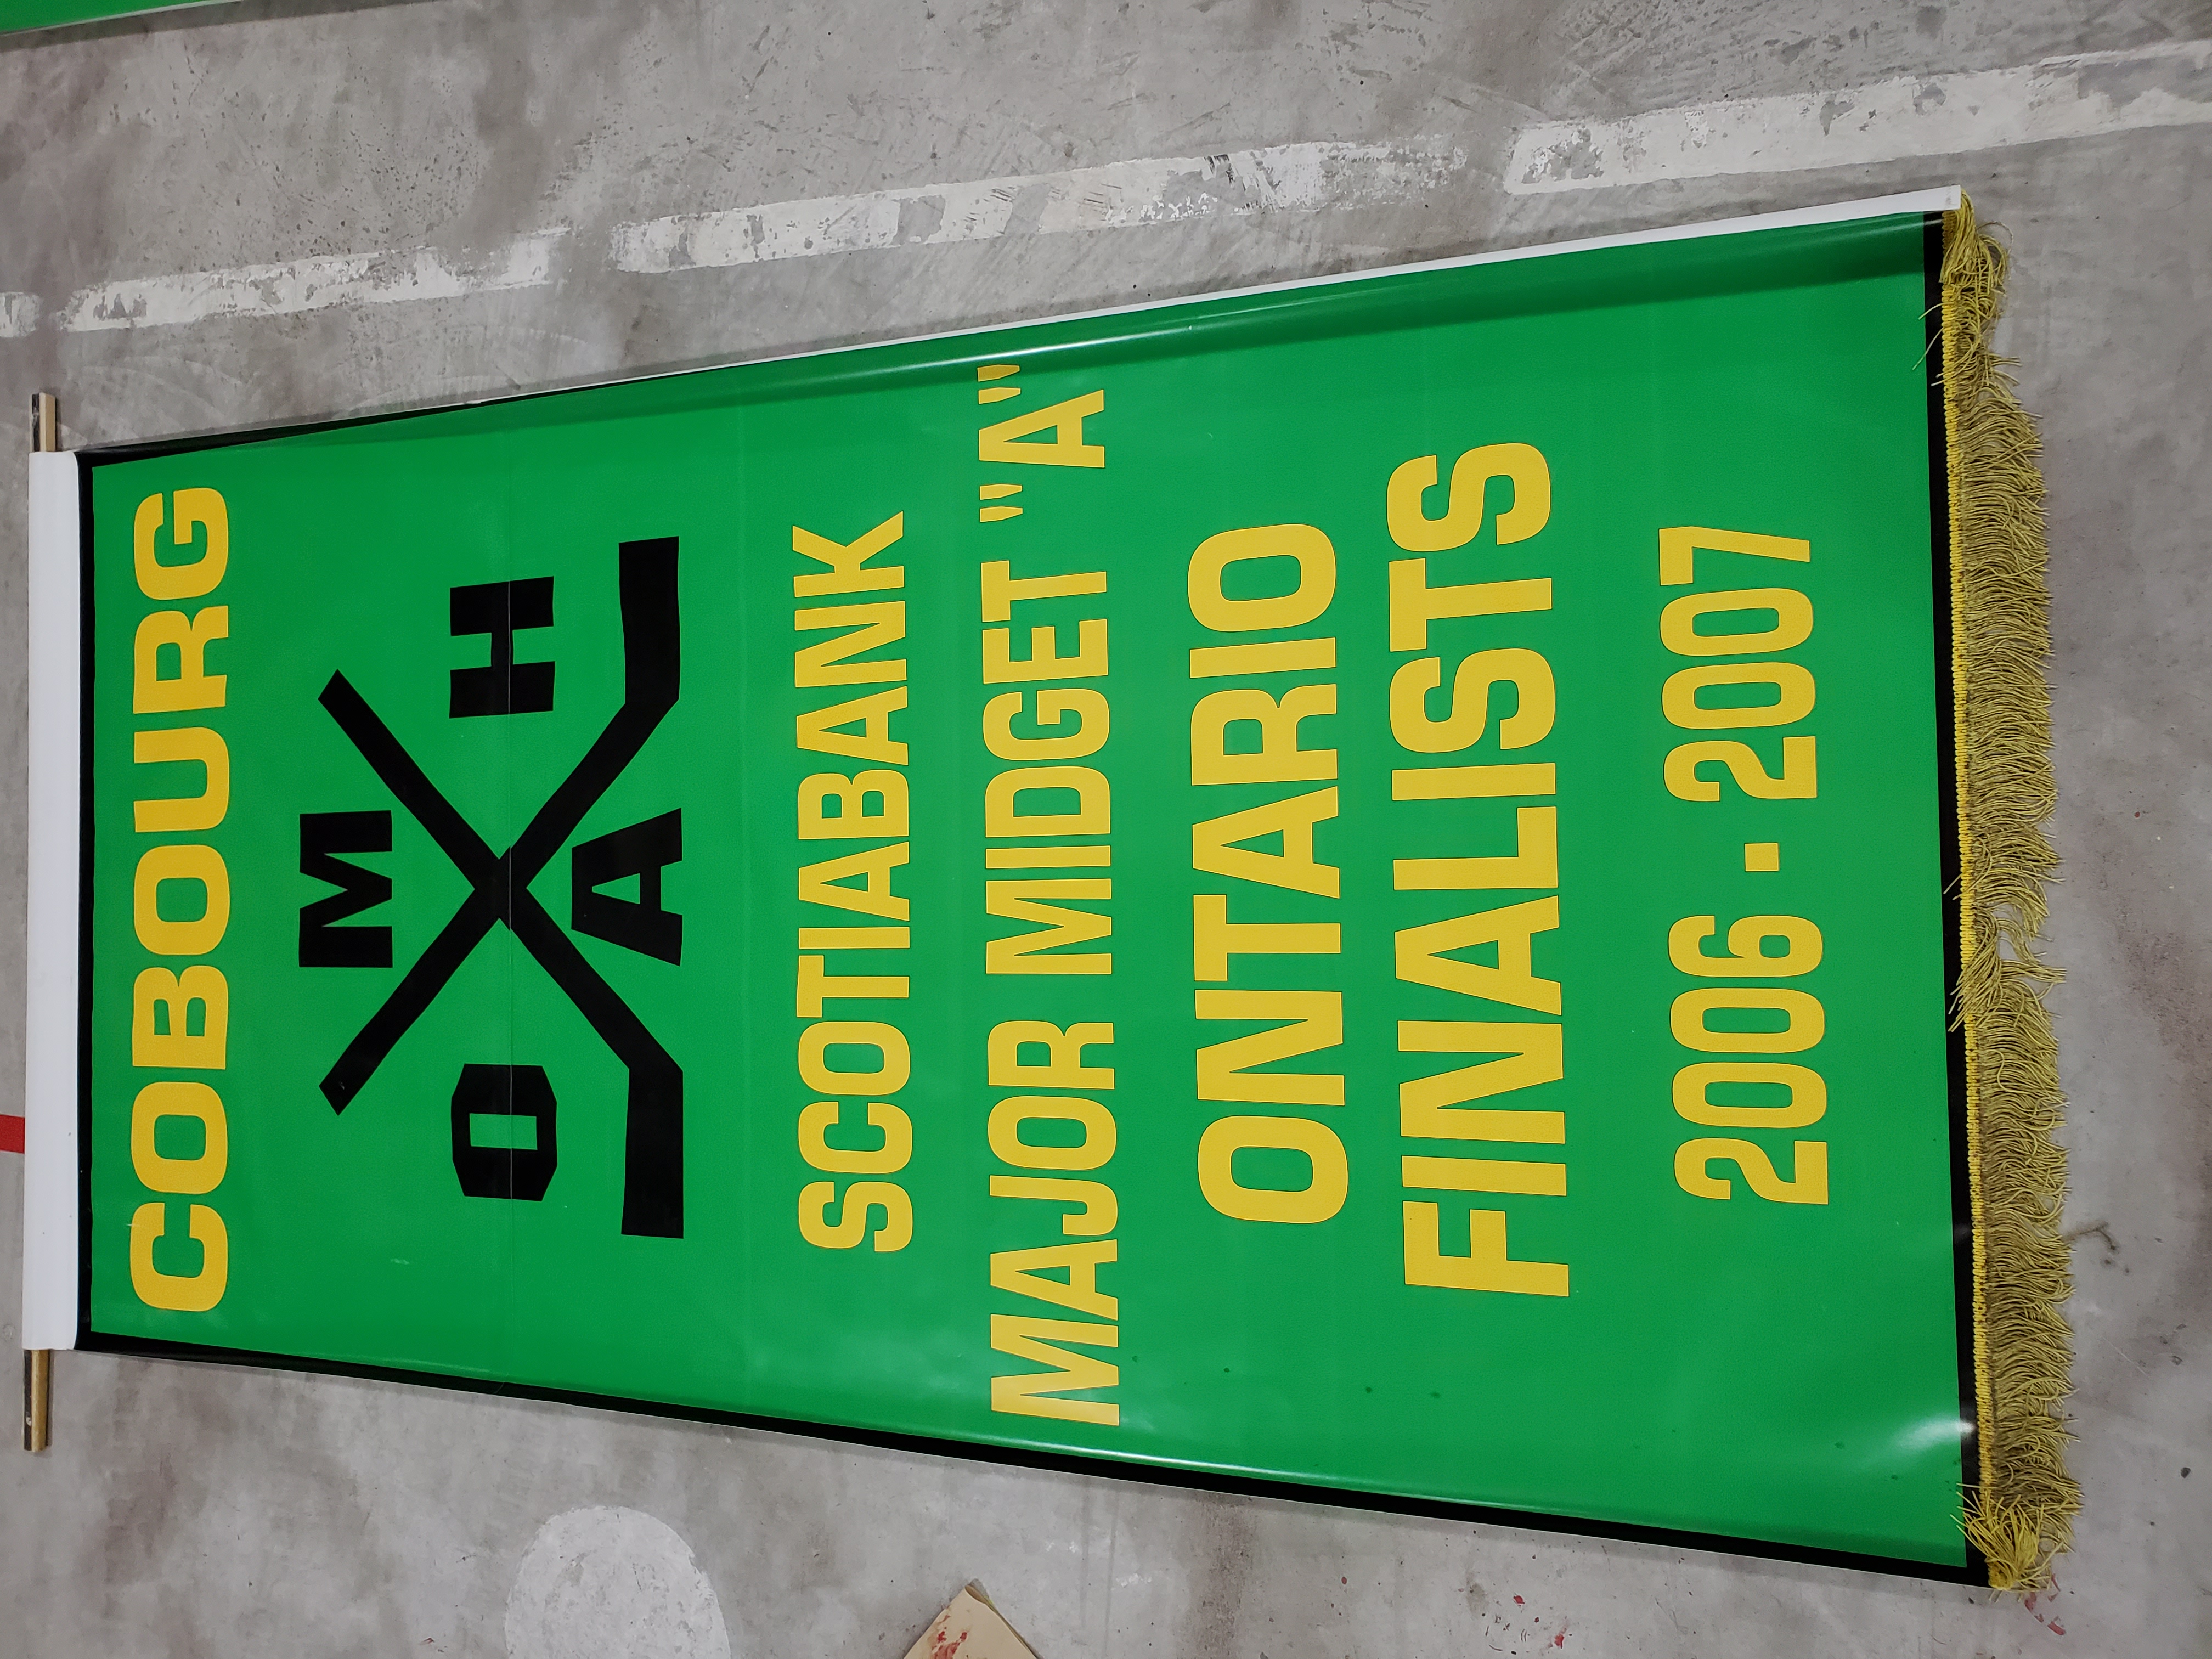 COBOURG
M
O H
A
SCOTIABANK
MAJOR MIDGET "A"
ONTARIO
FINALISTS
2006 · 2007